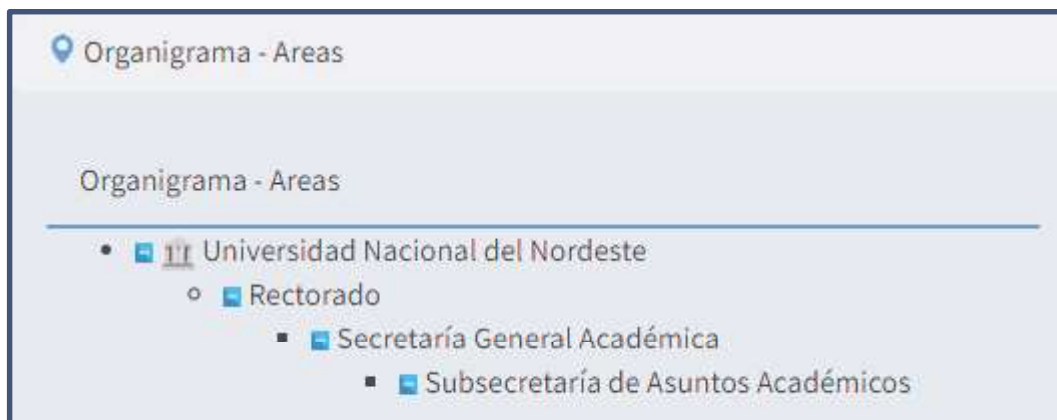 Organigrama - Areas
Organigrama - Areas
Universidad Nacional del Nordeste
Rectorado
Secretaría General Académica
Subsecretaría de Asuntos Académicos